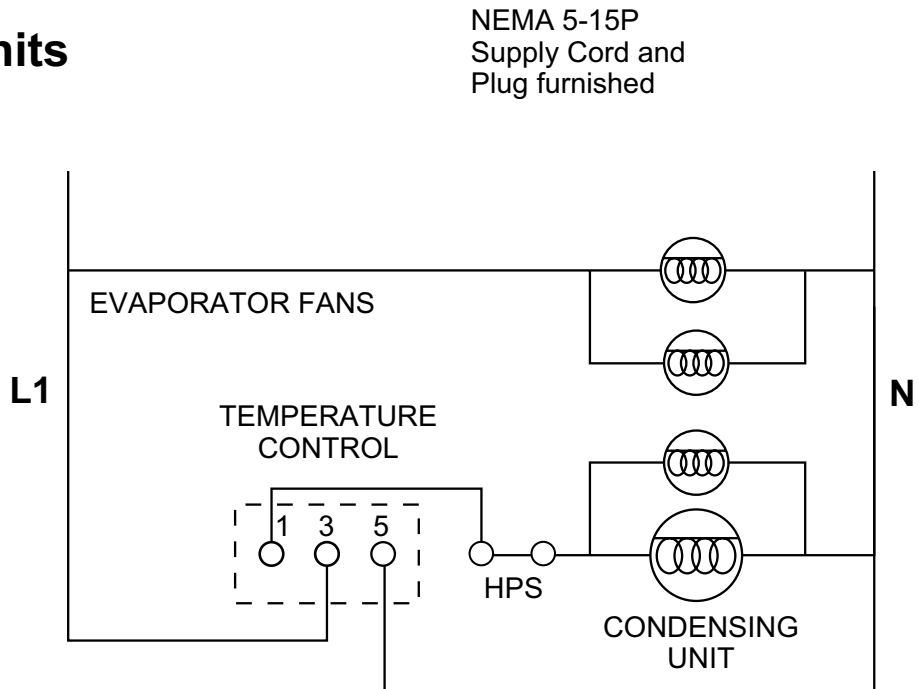 NEMA 5-15P
Supply Cord and
Plug furnished
EVAPORATOR FANS
L1
N
TEMPERATURE
CONTROL
1 3 5
HPS
CONDENSING
UNIT